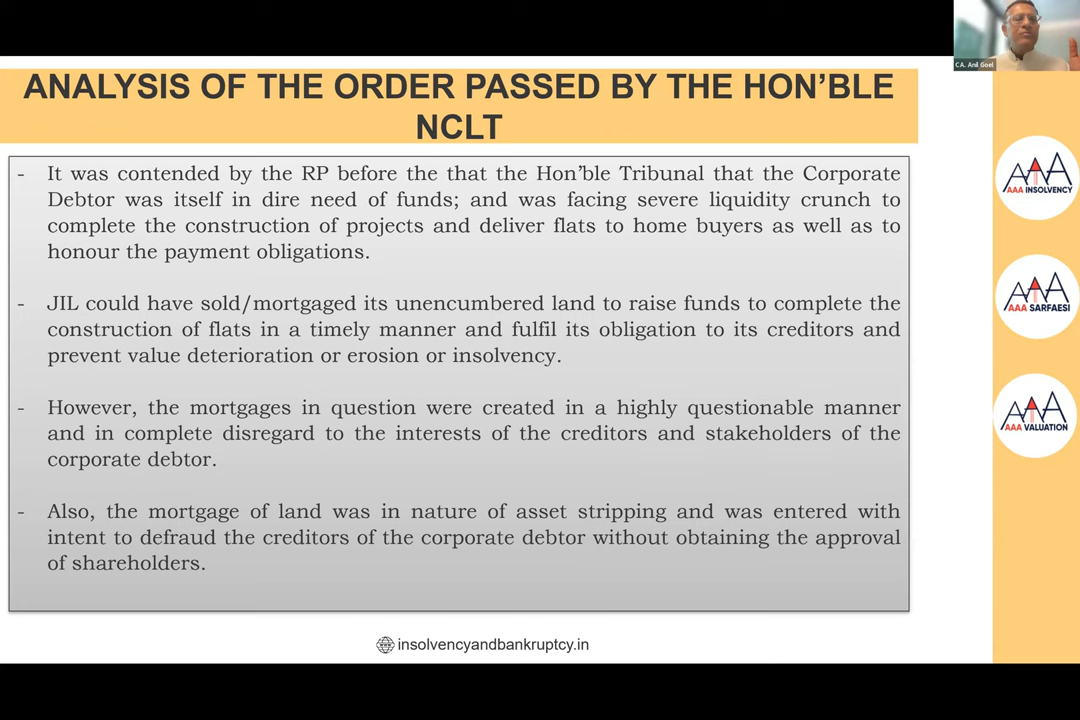 C.A. Anil Goel
ANALYSIS OF THE ORDER PASSED BY THE HON’BLE
NCLT
- It was contended by the RP before the that the Hon’ble Tribunal that the Corporate
Debtor was itself in dire need of funds; and was facing severe liquidity crunch to
complete the construction of projects and deliver flats to home buyers as well as to
honour the payment obligations.
- JIL could have sold/mortgaged its unencumbered land to raise funds to complete the
construction of flats in a timely manner and fulfil its obligation to its creditors and
prevent value deterioration or erosion or insolvency.
- However, the mortgages in question were created in a highly questionable manner
and in complete disregard to the interests of the creditors and stakeholders of the
corporate debtor.
- Also, the mortgage of land was in nature of asset stripping and was entered with
intent to defraud the creditors of the corporate debtor without obtaining the approval
of shareholders.
AAA INSOLVENCY
AAA SARFAESI
AAA VALUATION
insolvencyandbankruptcy.in